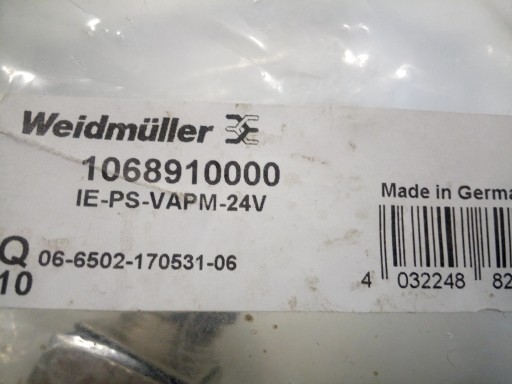 Weidmüller
1068910000
IE-PS-VAPM-24V
Made in Germa
Q 06-6502-170531-06
10
4 032248 82